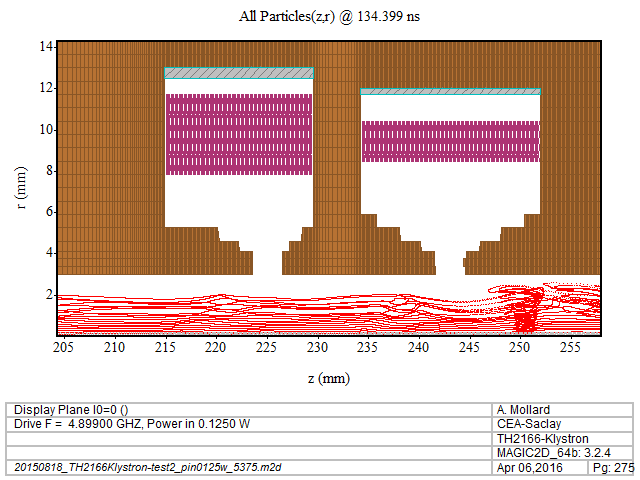 All Particles(z,r) @ 134.399 ns
14
12
10
8
6
4
2
r (mm)
205 210 215 220 225 230 235 240 245 250 255
z (mm)
Display Plane I0=0 () A. Mollard
Drive F = 4.89900 GHZ, Power in 0.1250 W CEA-Saclay
TH2166-Klystron
MAGIC2D_64b: 3.2.4
20150818_TH2166Klystron-test2_pin0125w_5375.m2d Apr 06,2016 Pg: 275